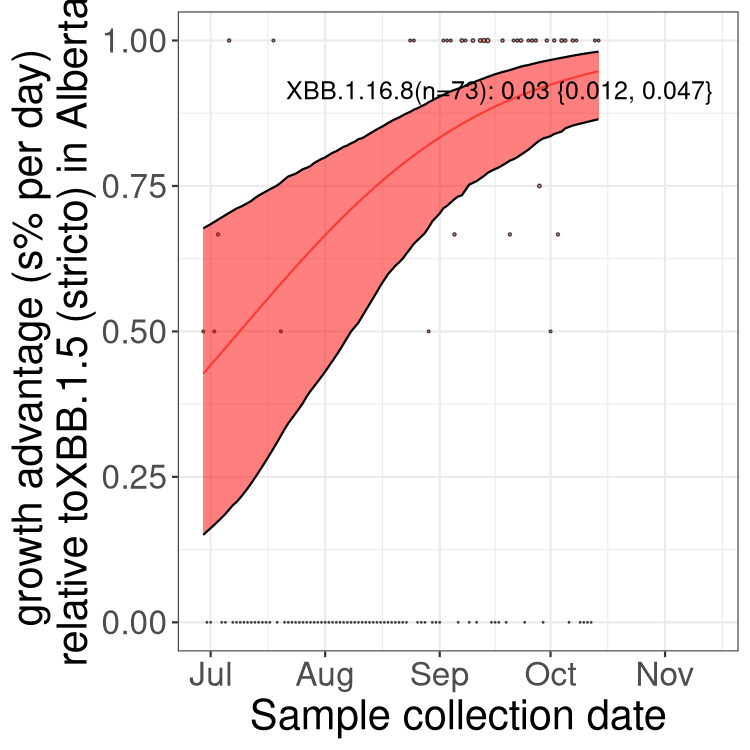 growth advantage (s% per day)
relative toXBB.1.5 (stricto) in Alberta
1.00
0.75
0.50
0.25
0.00
XBB.1.16.8(n=73): 0.03 {0.012, 0.047}
Jul Aug Sep Oct Nov
Sample collection date